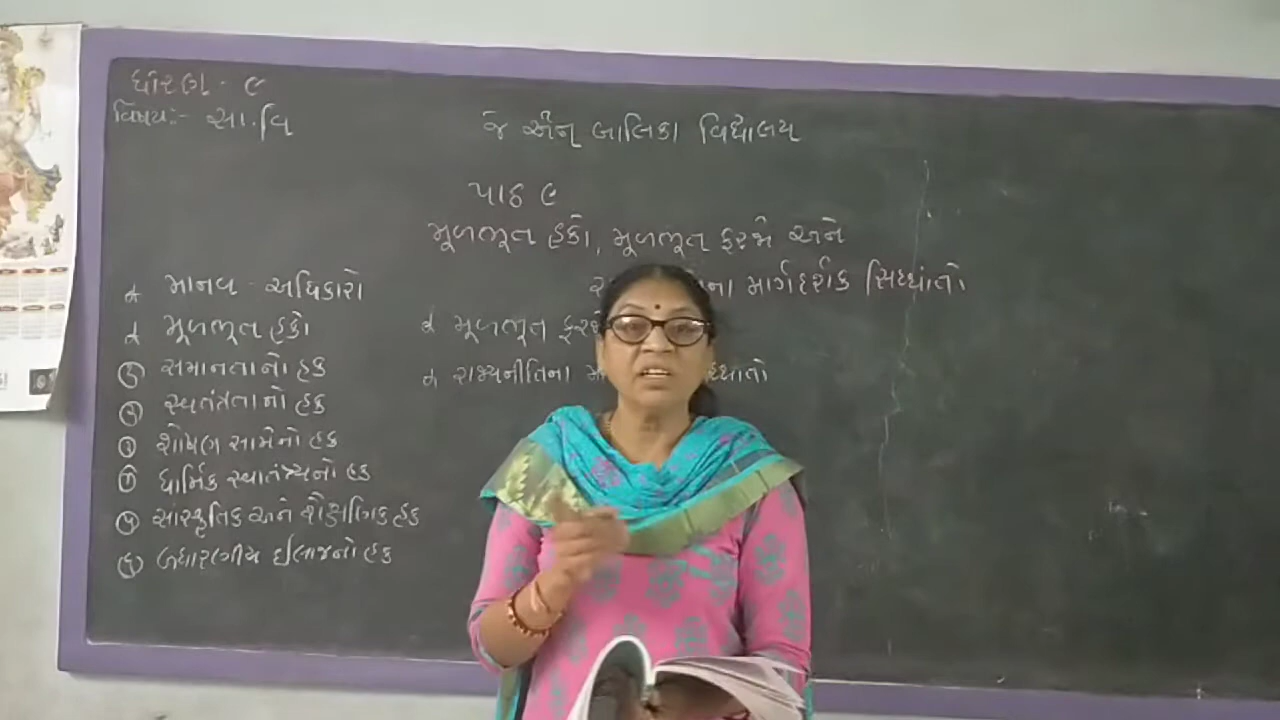 ધોરણ - ૯
વિષય:- સા.વિ
જે એન બાલિકા વિદ્યાલય
પાઠ ૯
મૂળભૂત હકો, મૂળભૂત ફરજો અને
ના માર્ગદર્શક સિધ્ધાંતો
માનવ - અધિકારો
મૂળભૂત હકો
મૂળભૂત
૧ સમાનતાનો હક
રાજ્યનીતિના
૨ સ્વતંત્રતાનો હક
૩ શોષણ સામેનો હક
૪ ધાર્મિક સ્વાતંત્ર્યનો હક
૫ સાંસ્કૃતિક અને શૈક્ષણિક હક
૬ બંધારણીય ઈલાજનો હક